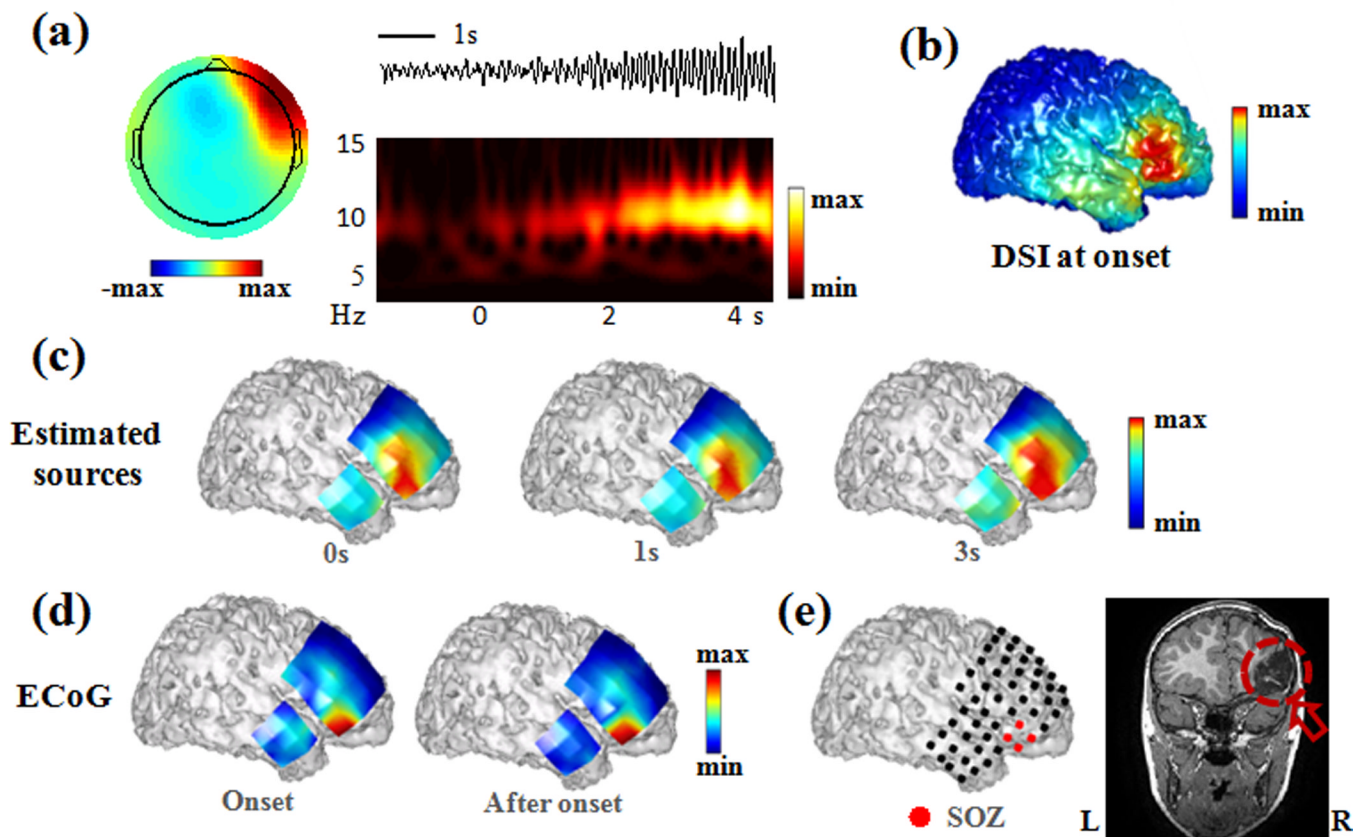 (a)
1s
-max max
15
10
5
Hz 0 2 4 s
max
min
(b)
max
min
DSI at onset
(c)
Estimated
sources
0s
1s
3s
max
min
(d)
ECoG
Onset
After onset
max
min
(e)
SOZ
L
R